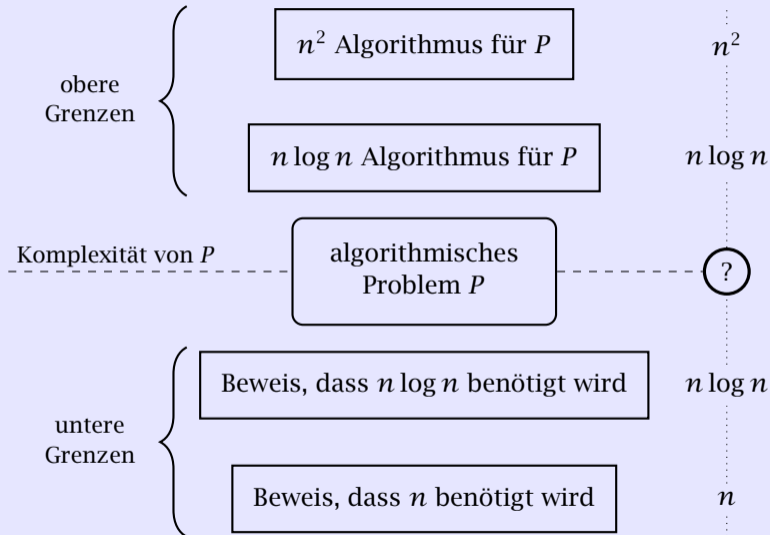 n² Algorithmus für P
n²
obere
Grenzen
n log n Algorithmus für P
n log n
Komplexität von P
algorithmisches
Problem P
?
Beweis, dass n log n benötigt wird
n log n
untere
Grenzen
Beweis, dass n benötigt wird
n